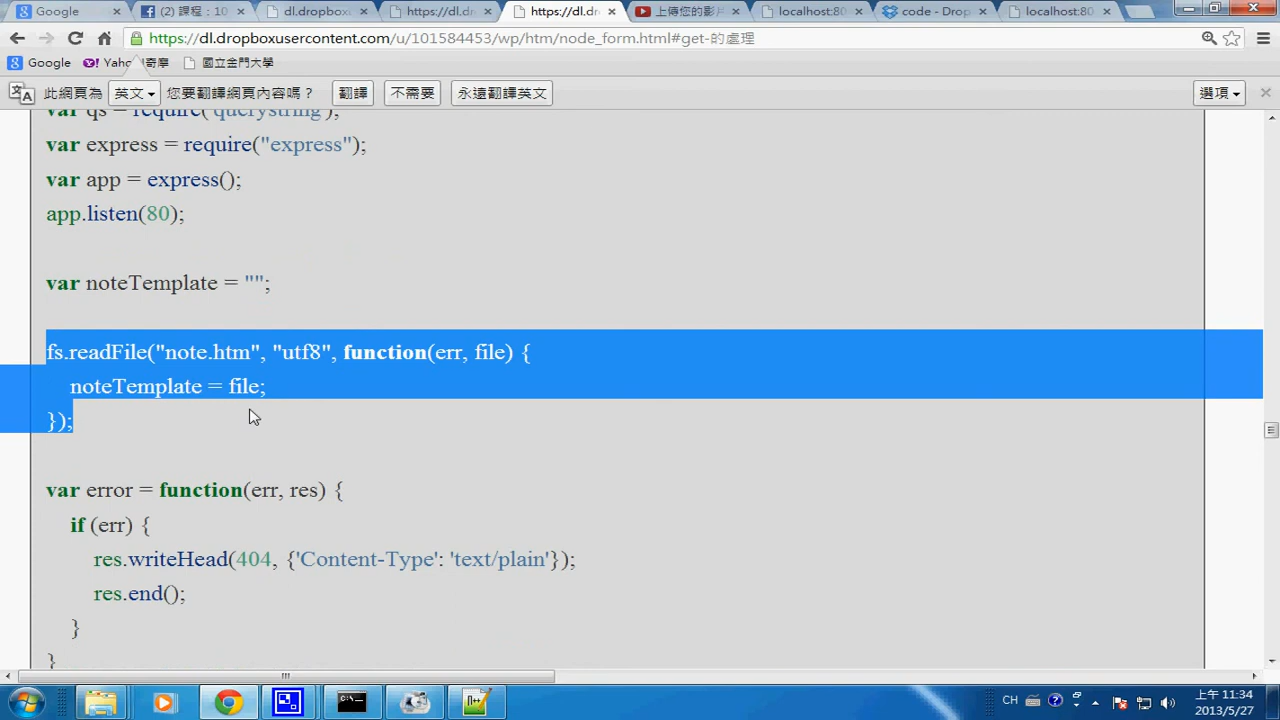 Google
(2) 課程：10
dl.dropboxu
https://dl.dr
https://dl.dr
上傳您的影片
localhost:80
code - Drop
localhost:80
https://dl.dropboxusercontent.com/u/101584453/wp/htm/node_form.html#get-的處理
Google
國立金門大學
此網頁為
英文
您要翻譯網頁內容嗎？
翻譯
不需要
永遠翻譯英文
選項
var qs = require("querystring");
var express = require("express");
var app = express();
app.listen(80);
var noteTemplate = "";
fs.readFile("note.htm", "utf8", function(err, file) {
noteTemplate = file;
});
var error = function(err, res) {
if (err) {
res.writeHead(404, {'Content-Type': 'text/plain'});
res.end();
}
}
CH
上午 11:34
2013/5/27